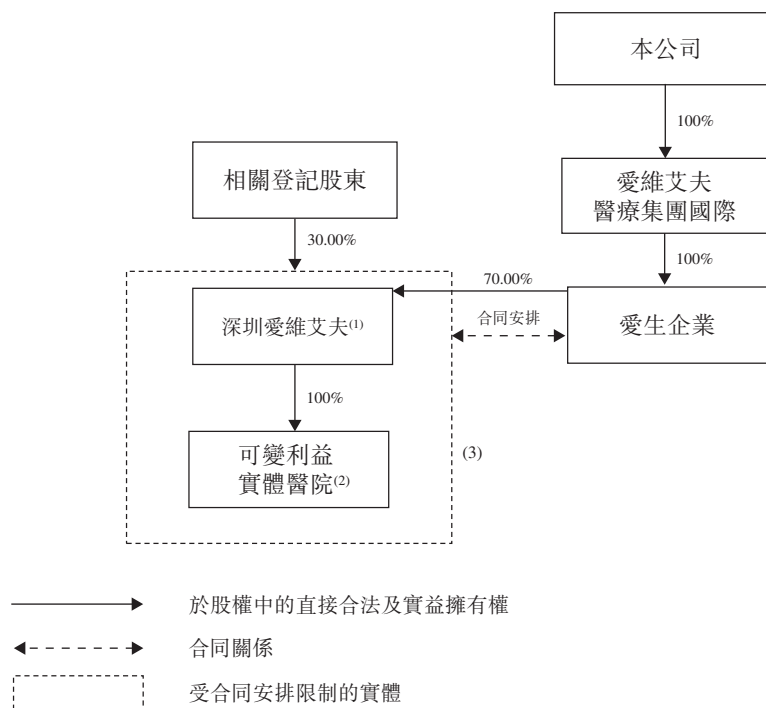 本公司
100%
相關登記股東
愛維艾夫
醫療集團國際
30.00%
100%
70.00%
深圳愛維艾夫(1)
合同安排
愛生企業
100%
可變利益
實體醫院(2)
(3)
於股權中的直接合法及實益擁有權
合同關係
受合同安排限制的實體